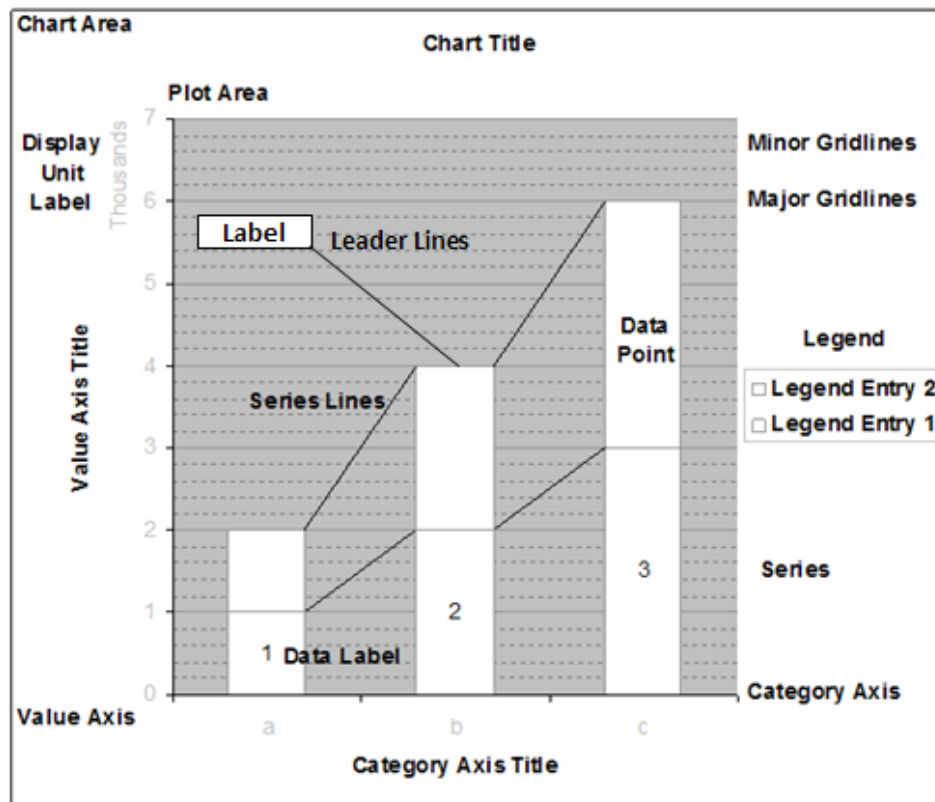 Chart Area
Chart Title
Plot Area
7
Display
Unit
Label
Thousands
Minor Gridlines
6
Major Gridlines
Label
Leader Lines
5
Value Axis Title
Data
Point
Legend
4
Legend Entry 2
Series Lines
Legend Entry 1
3
2
3
Series
1
2
1
Data Label
0
Category Axis
Value Axis
a
b
c
Category Axis Title